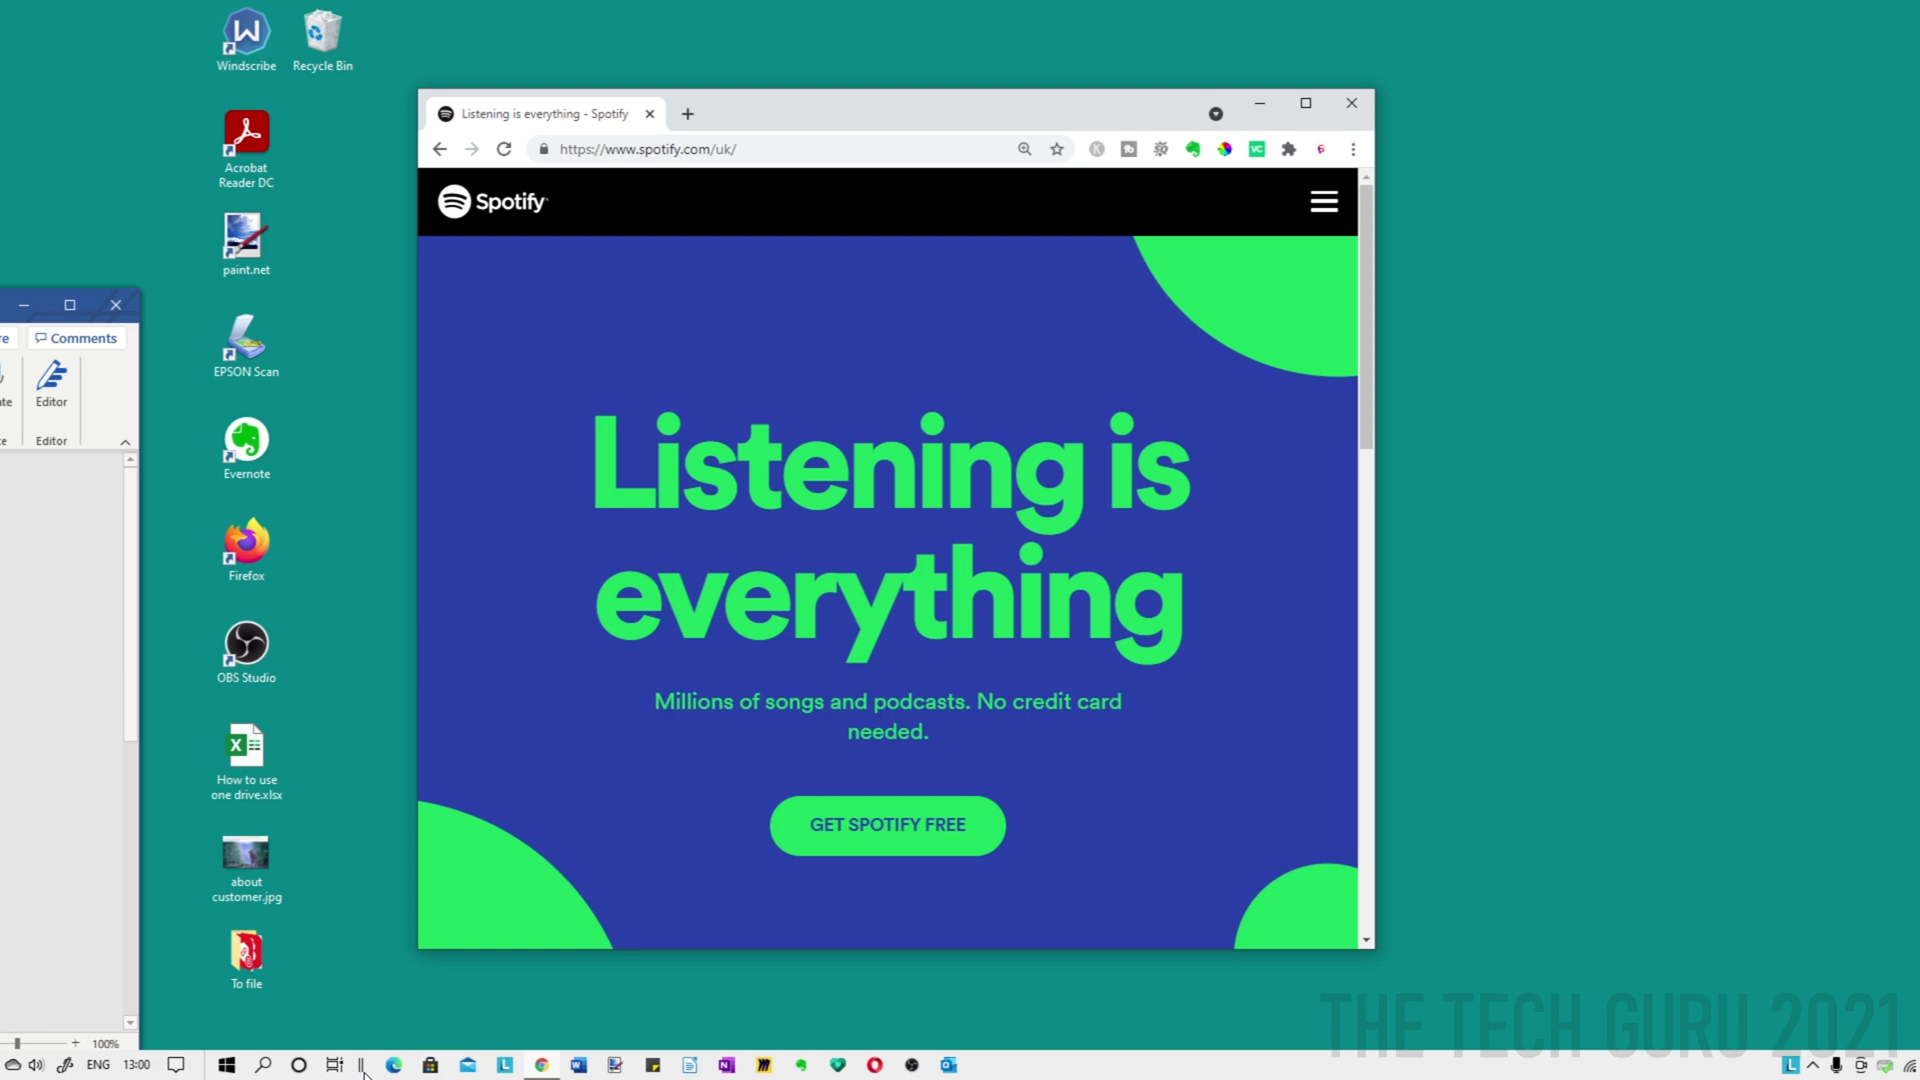 Windscribe
Recycle Bin
Acrobat
Reader DC
paint.net
EPSON Scan
Evernote
Firefox
OBS Studio
How to use
one drive.xlsx
about
customer.jpg
To file
Comments
Editor
Editor
100%
Listening is everything - Spotify
https://www.spotify.com/uk/
Spotify
Listening is
everything
Millions of songs and podcasts. No credit card
needed.
GET SPOTIFY FREE
THE TECH GURU 2021
ENG 13:00